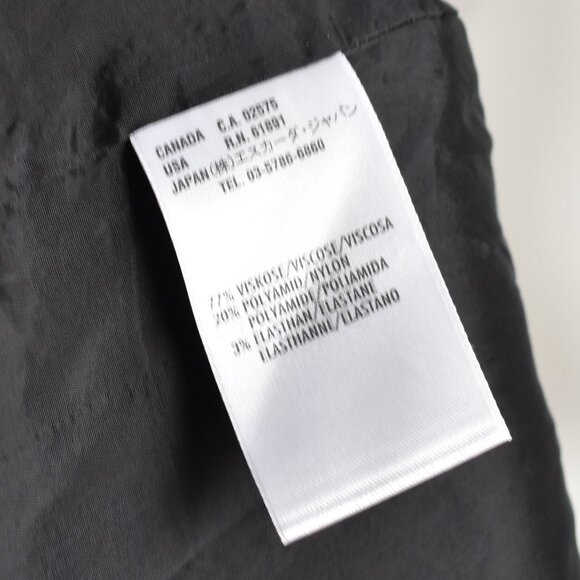 CANADA C.A. 02575
USA R.N. 61891
JAPAN (株)エスカーダ・ジャパン
TEL. 03-5786-6860
77% VISKOSE/VISCOSE/VISCOSA
20% POLYAMID/NYLON
POLYAMIDE/POLIAMIDA
3% ELASTHAN/ELASTANE
ELASTHANNE/ELASTANO